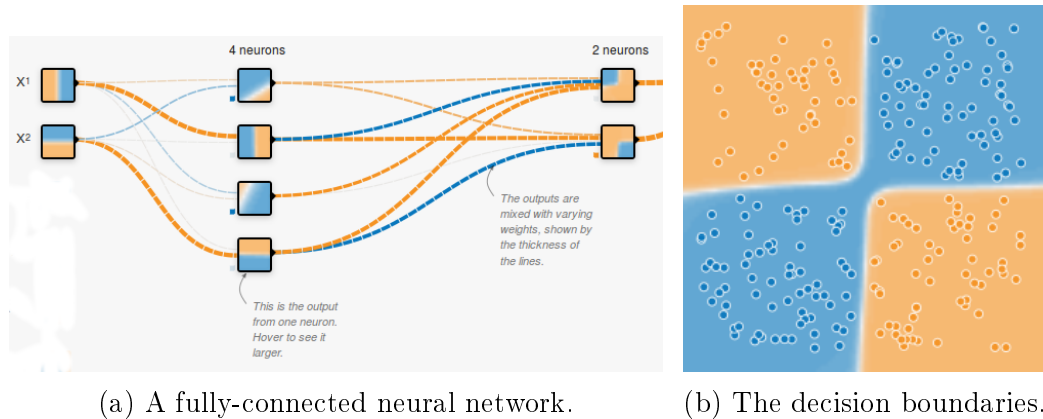 4 neurons
2 neurons
X1
X2
The outputs are
mixed with varying
weights, shown by
the thickness of
the lines.
This is the output
from one neuron.
Hover to see it
larger.
(a) A fully-connected neural network.
(b) The decision boundaries.